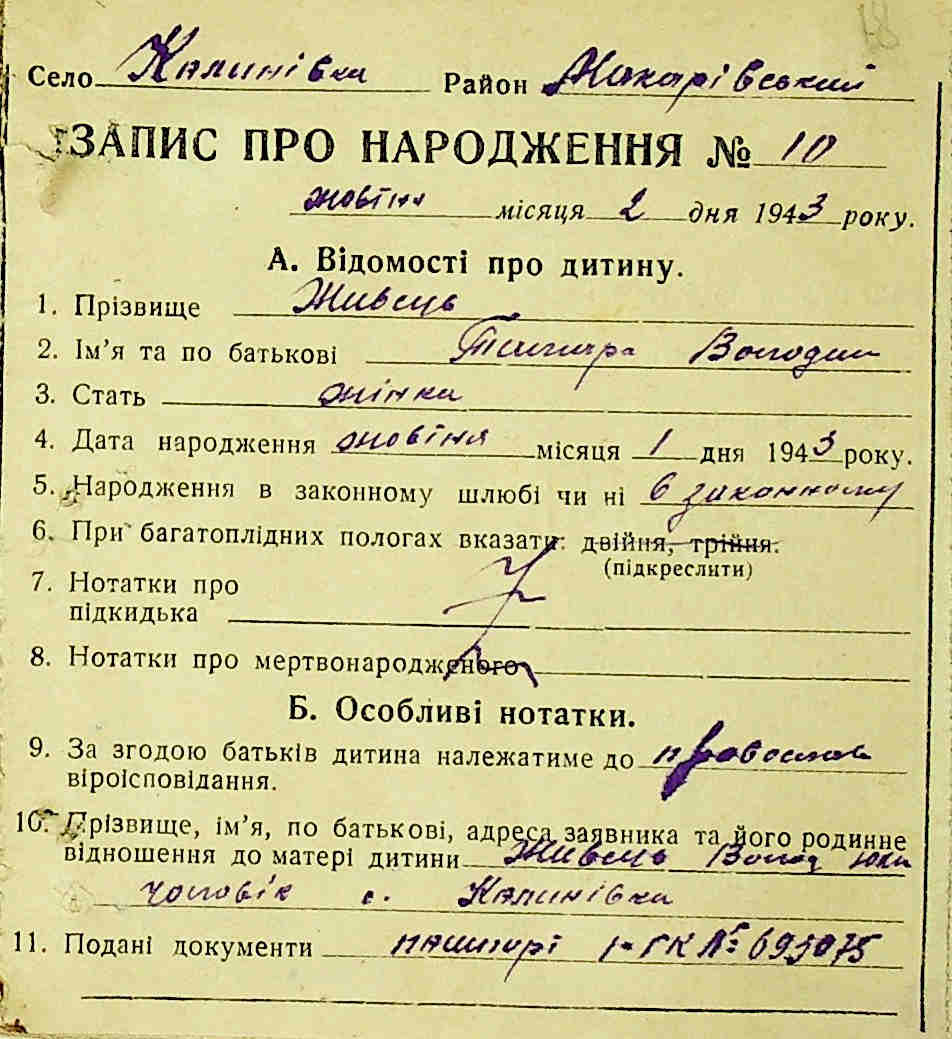 Село Калинівка Район Макарівський
ЗАПИС ПРО НАРОДЖЕННЯ № 10
жовтня місяця 2 дня 1943 року.
А. Відомості про дитину.
1. Прізвище Живець
2. Ім'я та по батькові Тамара Володим
3. Стать жінка
4. Дата народження жовтня місяця 1 дня 1943 року.
5. Народження в законному шлюбі чи ні в законному
6. При багатоплідних пологах вказати: двійня, трійня.
(підкреслити)
7. Нотатки про
підкидька
8. Нотатки про мертвонародженого
Б. Особливі нотатки.
9. За згодою батьків дитина належатиме до православ
віроісповідання.
10. Прізвище, ім'я, по батькові, адреса заявника та його родинне
відношення до матері дитини Живець Волод
чоловік с. Калинівка
11. Подані документи пашпорт № 695075